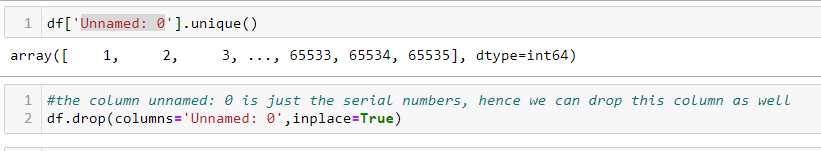 1 df['Unnamed: 0'].unique()
array([    1,     2,     3, ..., 65533, 65534, 65535], dtype=int64)
1 #the column unnamed: 0 is just the serial numbers, hence we can drop this column as well
2 df.drop(columns='Unnamed: 0',inplace=True)